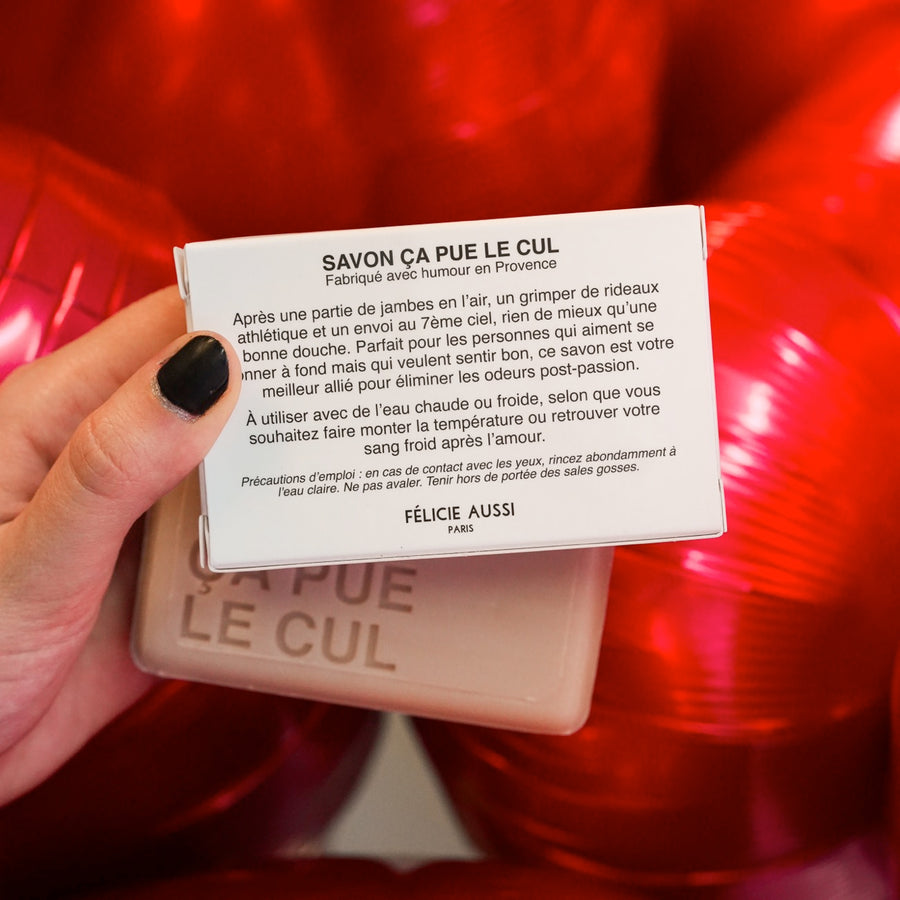 SAVON ÇA PUE LE CUL
Fabriqué avec humour en Provence
Après une partie de jambes en l'air, un grimper de rideaux
athlétique et un envoi au 7ème ciel, rien de mieux qu'une
bonne douche. Parfait pour les personnes qui aiment se
onner à fond mais qui veulent sentir bon, ce savon est votre
meilleur allié pour éliminer les odeurs post-passion.
À utiliser avec de l'eau chaude ou froide, selon que vous
souhaitez faire monter la température ou retrouver votre
sang froid après l'amour.
Précautions d'emploi : en cas de contact avec les yeux, rincez abondamment à
l'eau claire. Ne pas avaler. Tenir hors de portée des sales gosses.
FÉLICIE AUSSI
PARIS
ÇA PUE
LE CUL